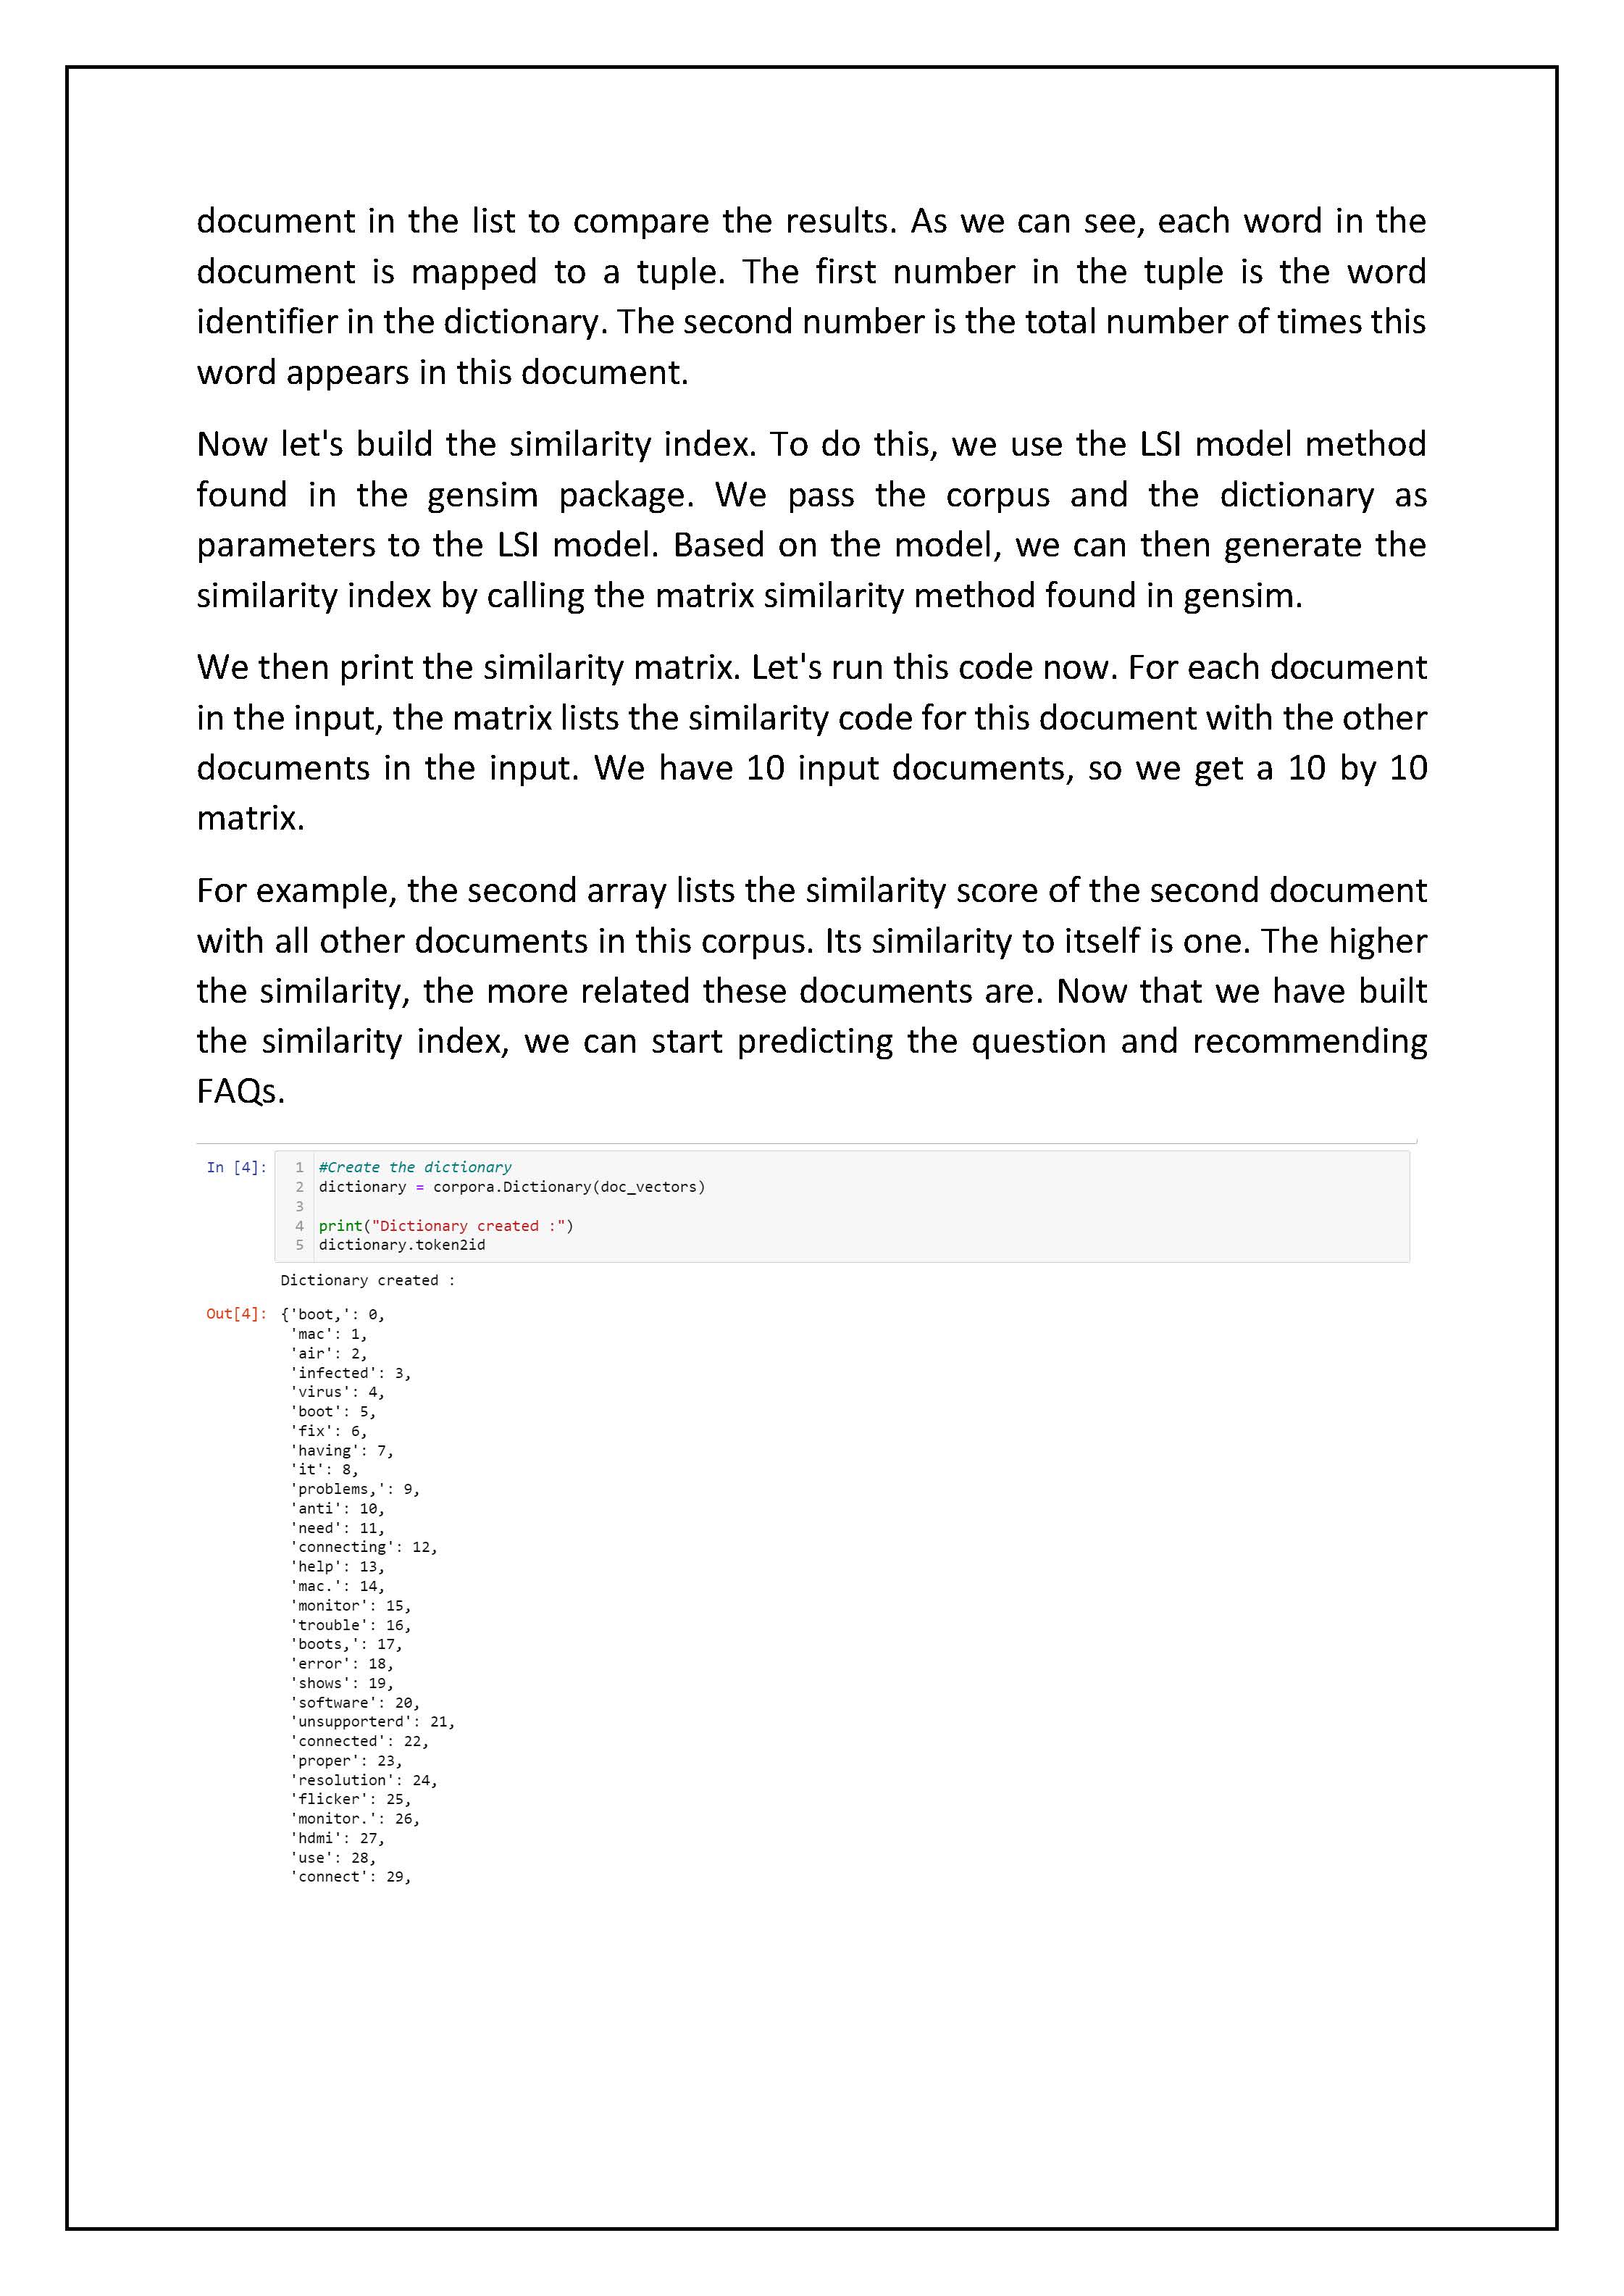 document in the list to compare the results. As we can see, each word in the
document is mapped to a tuple. The first number in the tuple is the word
identifier in the dictionary. The second number is the total number of times this
word appears in this document.
Now let's build the similarity index. To do this, we use the LSI model method
found in the gensim package. We pass the corpus and the dictionary as
parameters to the LSI model. Based on the model, we can then generate the
similarity index by calling the matrix similarity method found in gensim.
We then print the similarity matrix. Let's run this code now. For each document
in the input, the matrix lists the similarity code for this document with the other
documents in the input. We have 10 input documents, so we get a 10 by 10
matrix.
For example, the second array lists the similarity score of the second document
with all other documents in this corpus. Its similarity to itself is one. The higher
the similarity, the more related these documents are. Now that we have built
the similarity index, we can start predicting the question and recommending
FAQs.
In [4]: 1 #Create the dictionary
2 dictionary = corpora.Dictionary(doc_vectors)
3
4 print("Dictionary created :")
5 dictionary.token2id
Dictionary created :
Out[4]: {'boot,': 0,
'mac': 1,
'air': 2,
'infected': 3,
'virus': 4,
'boot': 5,
'fix': 6,
'having': 7,
'it': 8,
'problems,': 9,
'anti': 10,
'need': 11,
'connecting': 12,
'help': 13,
'mac.': 14,
'monitor': 15,
'trouble': 16,
'boots,': 17,
'error': 18,
'shows': 19,
'software': 20,
'unsupporterd': 21,
'connected': 22,
'proper': 23,
'resolution': 24,
'flicker': 25,
'monitor.': 26,
'hdmi': 27,
'use': 28,
'connect': 29,